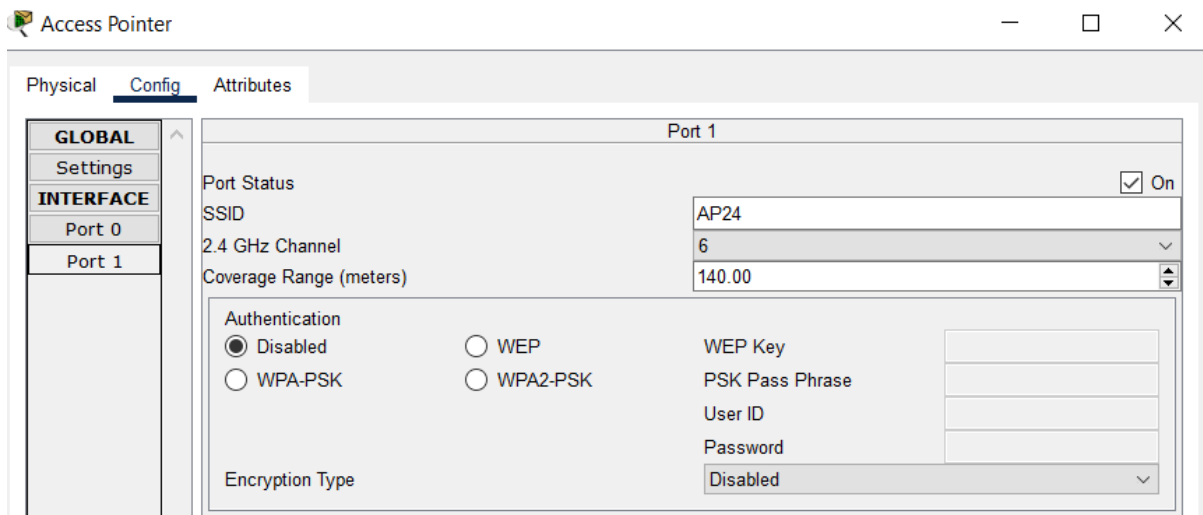 Access Pointer
Physical Config Attributes
GLOBAL
Settings
INTERFACE
Port 0
Port 1
Port 1
Port Status On
SSID AP24
2.4 GHz Channel 6
Coverage Range (meters) 140.00
Authentication
Disabled WEP WEP Key
WPA-PSK WPA2-PSK PSK Pass Phrase
User ID
Password
Encryption Type Disabled